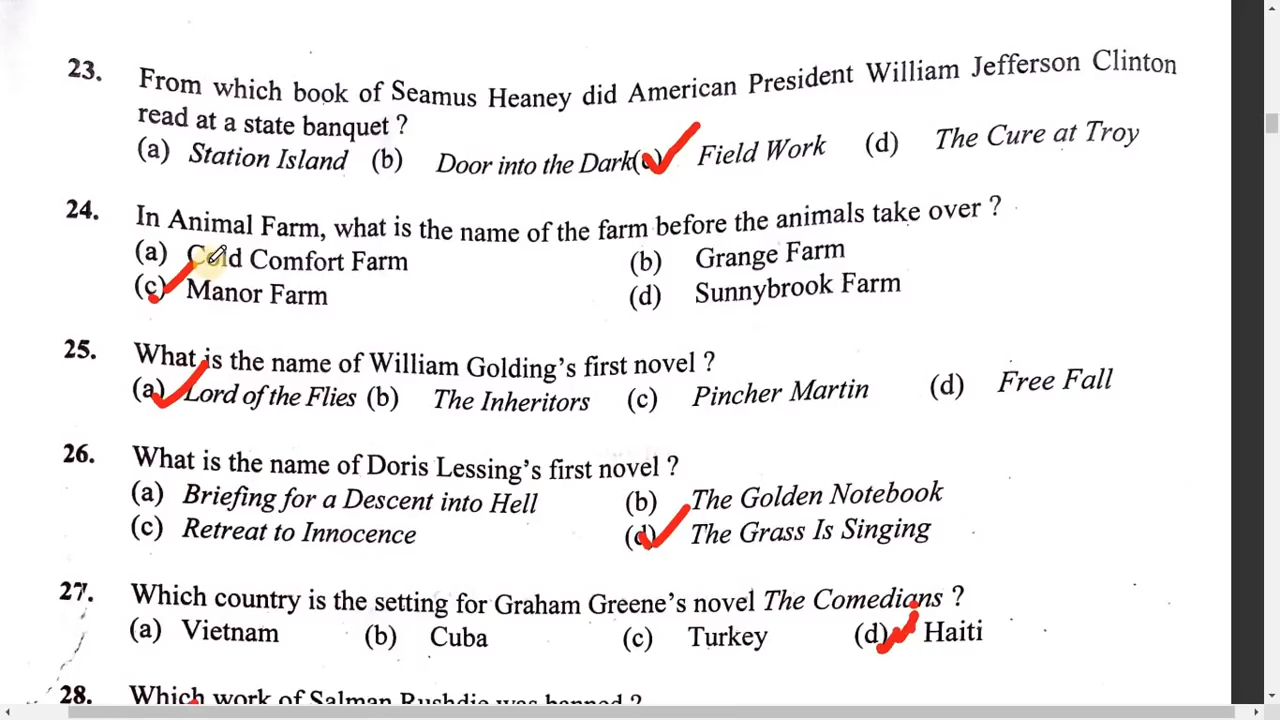 23. From which book of Seamus Heaney did American President William Jefferson Clinton
read at a state banquet ?
(a) Station Island (b) Door into the Dark(c) Field Work (d) The Cure at Troy
24. In Animal Farm, what is the name of the farm before the animals take over ?
(a) Cold Comfort Farm (b) Grange Farm
(c) Manor Farm (d) Sunnybrook Farm
25. What is the name of William Golding's first novel ?
(a) Lord of the Flies (b) The Inheritors (c) Pincher Martin (d) Free Fall
26. What is the name of Doris Lessing's first novel ?
(a) Briefing for a Descent into Hell (b) The Golden Notebook
(c) Retreat to Innocence (d) The Grass Is Singing
27. Which country is the setting for Graham Greene's novel The Comedians ?
(a) Vietnam (b) Cuba (c) Turkey (d) Haiti
28. Which work of Salman Rushdie was banned ?